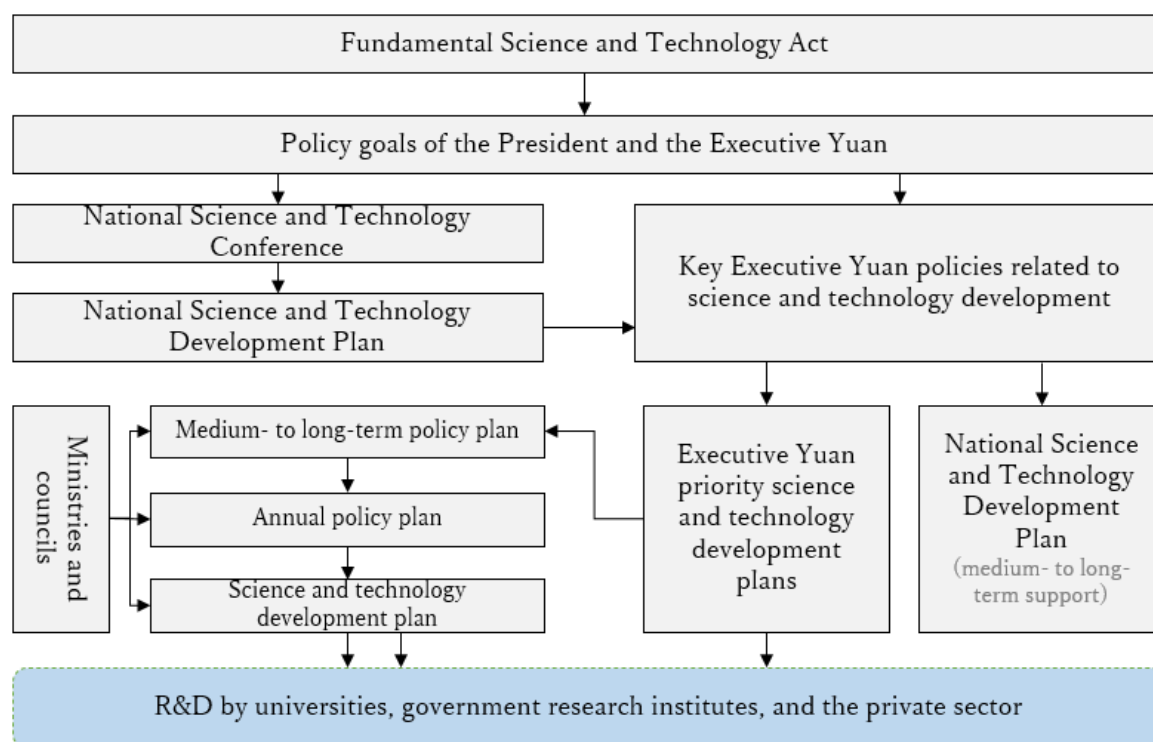 Fundamental Science and Technology Act
Policy goals of the President and the Executive Yuan
National Science and Technology
Conference
National Science and Technology
Development Plan
Key Executive Yuan policies related to
science and technology development
Ministries and
councils
Medium- to long-term policy plan
Annual policy plan
Science and technology
development plan
Executive Yuan
priority science
and technology
development
plans
National Science
and Technology
Development
Plan
(medium- to long-
term support)
R&D by universities, government research institutes, and the private sector